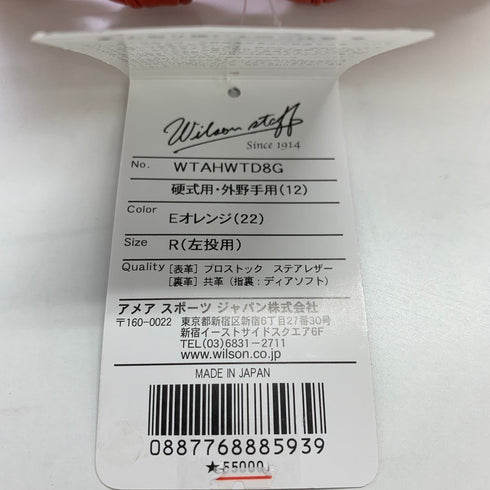 Wilson staff
Since 1914
No. WTAHWTD8G
硬式用・外野手用(12)
Color Eオレンジ(22)
Size R(左投用)
Quality [表革] プロストック ステアレザー
[裏革] 共革 (指裏:ディアソフト)
アメア スポーツ ジャパン株式会社
〒160-0022 東京都新宿区新宿6丁目27番30号
新宿イーストサイドスクエア6F
TEL(03)6831-2711
www.wilson.co.jp
MADE IN JAPAN
0887768885939
★55000